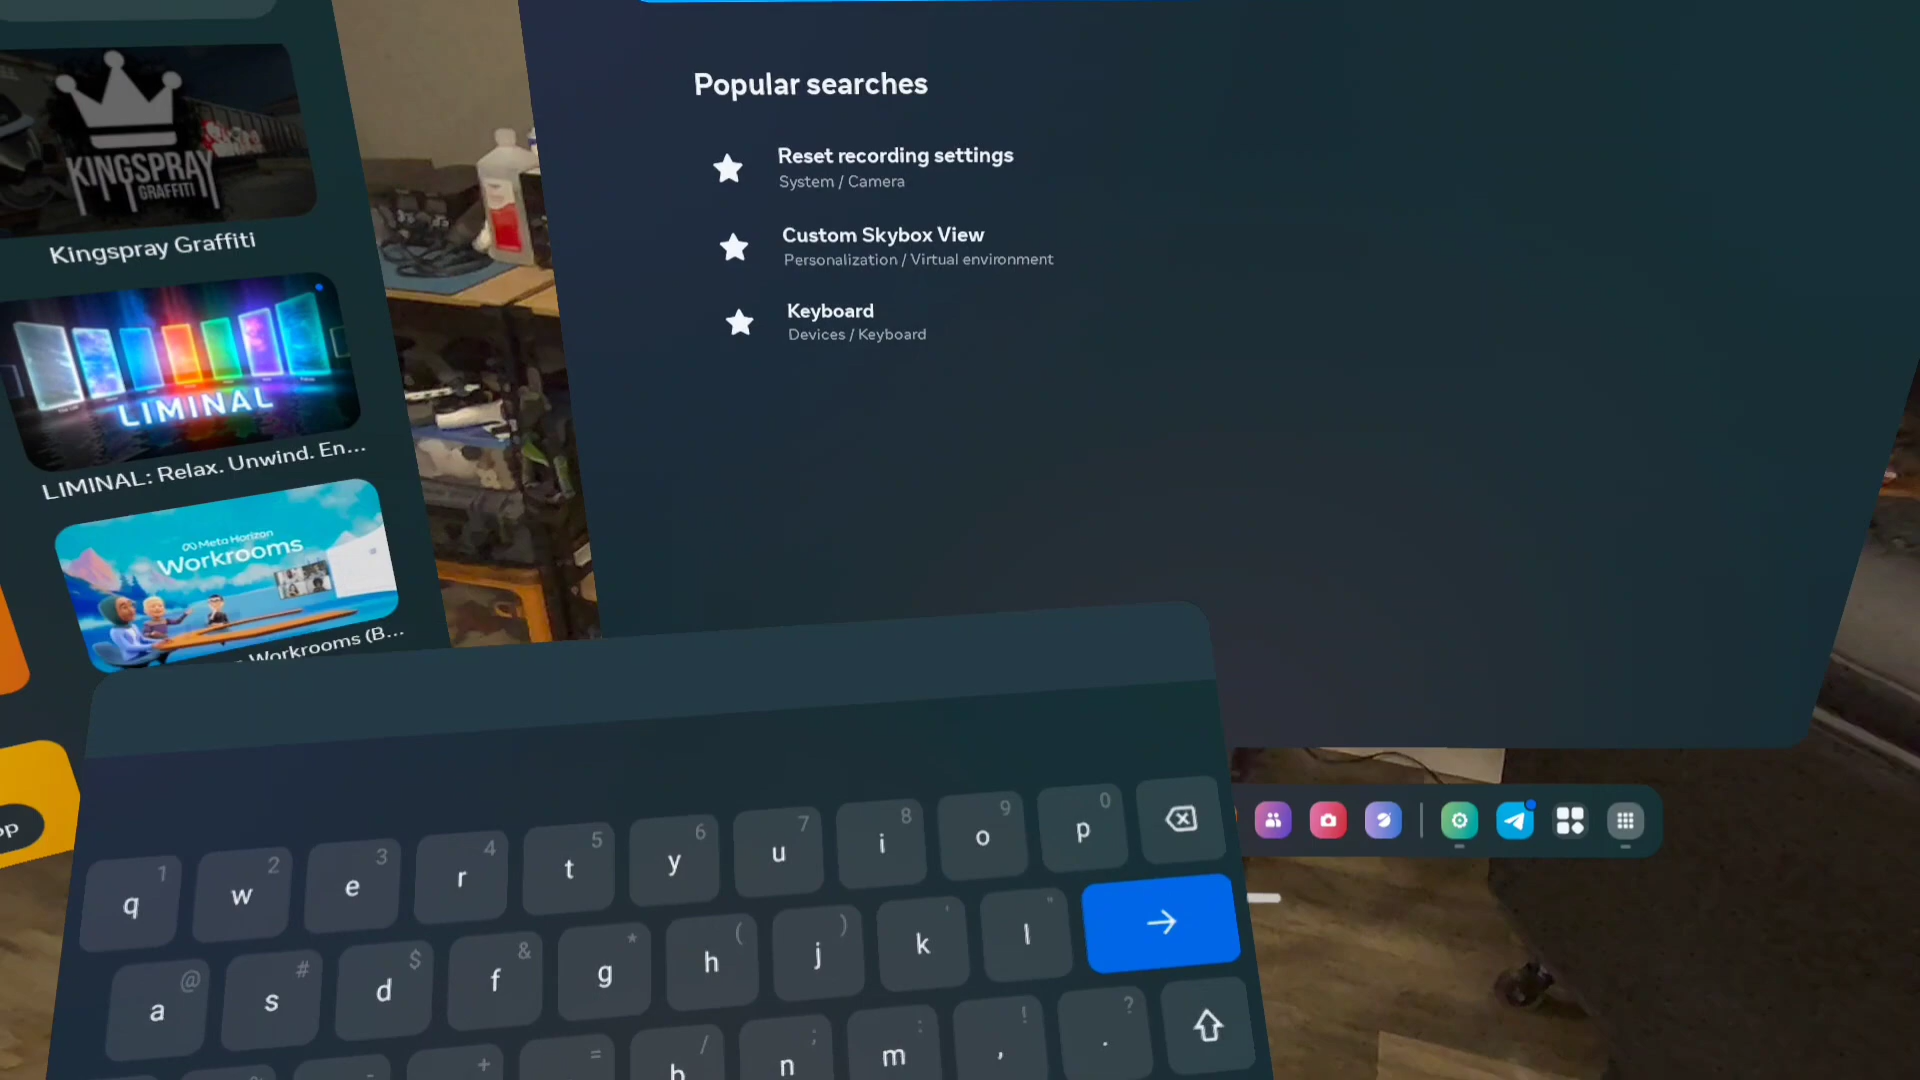 KINGSPRAY
GRAFFITI
Kingspray Graffiti
LIMINAL
LIMINAL: Relax. Unwind. En...
Meta Horizon
Workrooms
Workrooms (B...
Popular searches
Reset recording settings
System / Camera
Custom Skybox View
Personalization / Virtual environment
Keyboard
Devices / Keyboard
1 2 3 4 5 6 7 8 9 0
q w e r t y u i o p
@ # $ & * ( ) ' "
a s d f g h j k l
- + = / ; : ! ?
b n m , .